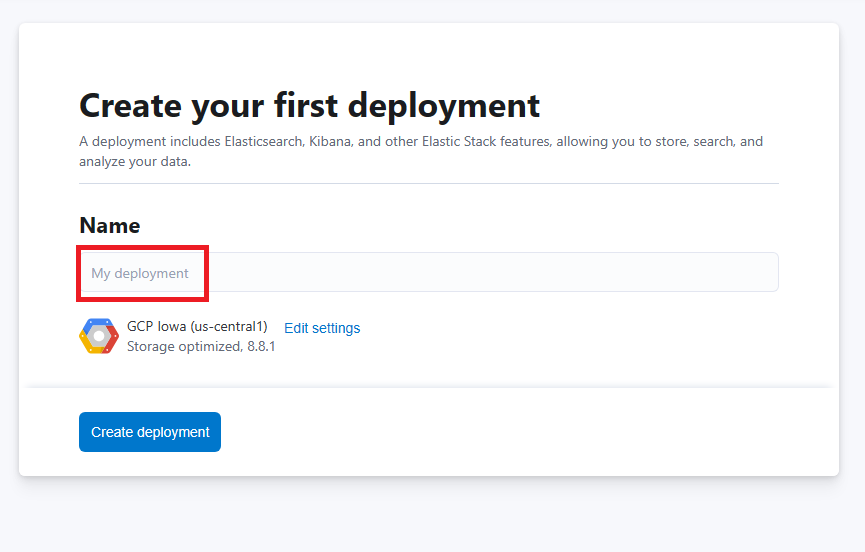 Create your first deployment
A deployment includes Elasticsearch, Kibana, and other Elastic Stack features, allowing you to store, search, and
analyze your data.
Name
My deployment
GCP Iowa (us-central1) Edit settings
Storage optimized, 8.8.1
Create deployment